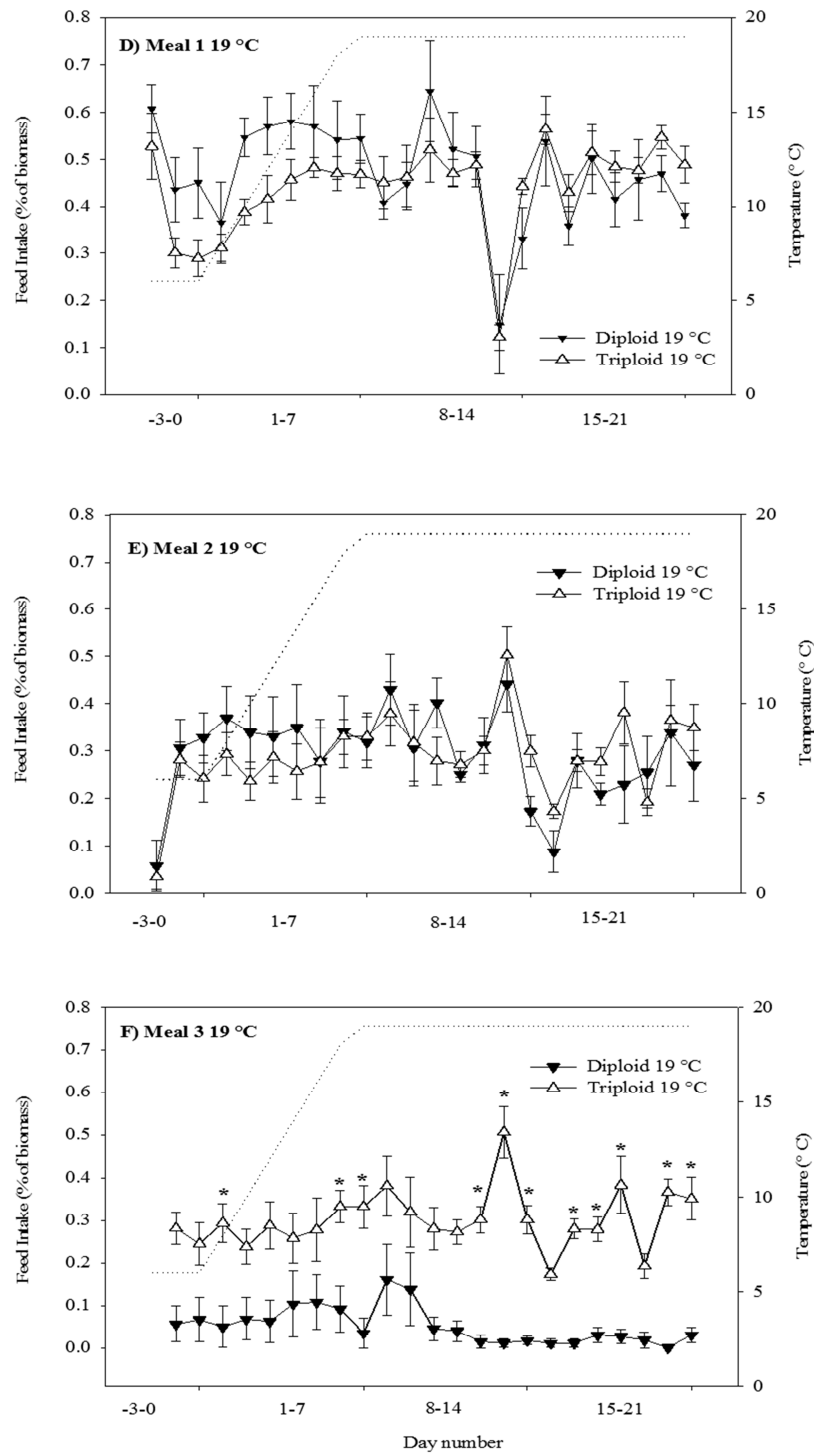 D) Meal 1 19 °C
Feed Intake (% of biomass)
0.8
0.7
0.6
0.5
0.4
0.3
0.2
0.1
0.0
20
15
10
5
0
Temperature (° C)
Diploid 19 °C
Triploid 19 °C
-3-0 1-7 8-14 15-21
E) Meal 2 19 °C
Feed Intake (% of biomass)
0.8
0.7
0.6
0.5
0.4
0.3
0.2
0.1
0.0
20
15
10
5
0
Temperature (° C)
Diploid 19 °C
Triploid 19 °C
-3-0 1-7 8-14 15-21
F) Meal 3 19 °C
Feed Intake (% of biomass)
0.8
0.7
0.6
0.5
0.4
0.3
0.2
0.1
0.0
20
15
10
5
0
Temperature (° C)
Diploid 19 °C
Triploid 19 °C
* * * * * * * * * * *
-3-0 1-7 8-14 15-21
Day number